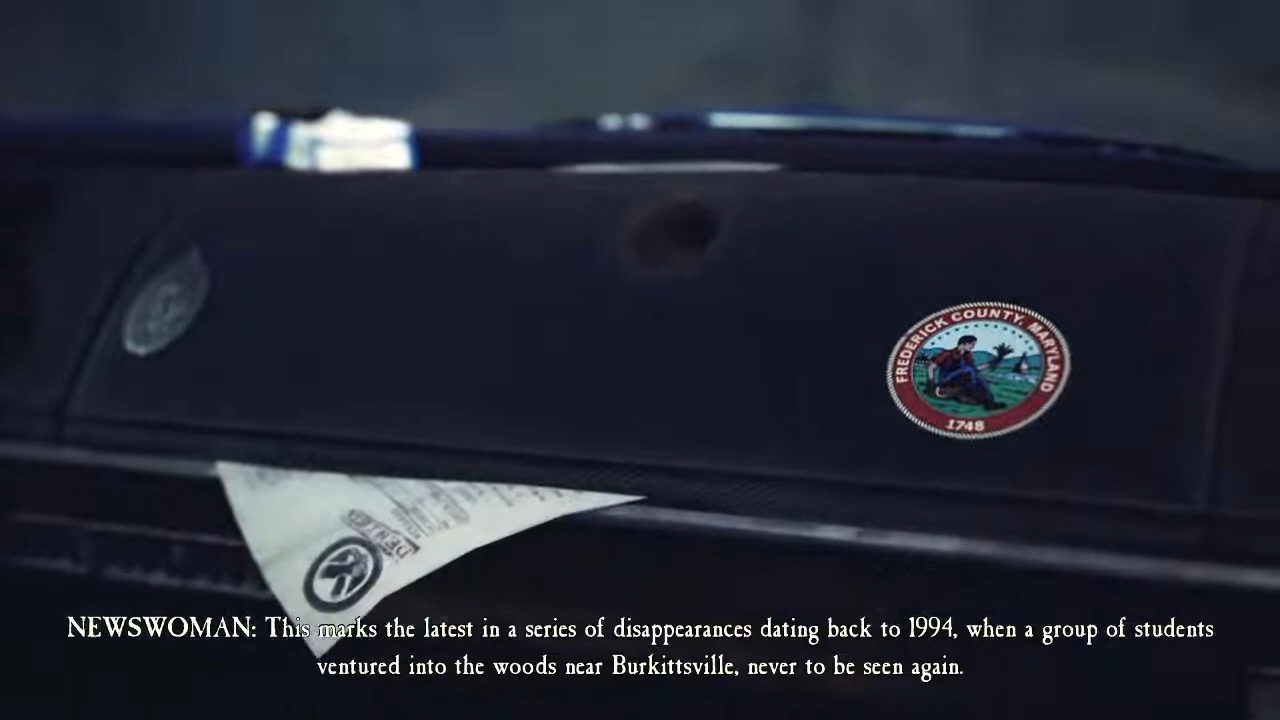 FREDERICK COUNTY, MARYLAND
1748
DENIED
NEWSWOMAN: This marks the latest in a series of disappearances dating back to 1994, when a group of students
ventured into the woods near Burkittsville, never to be seen again.